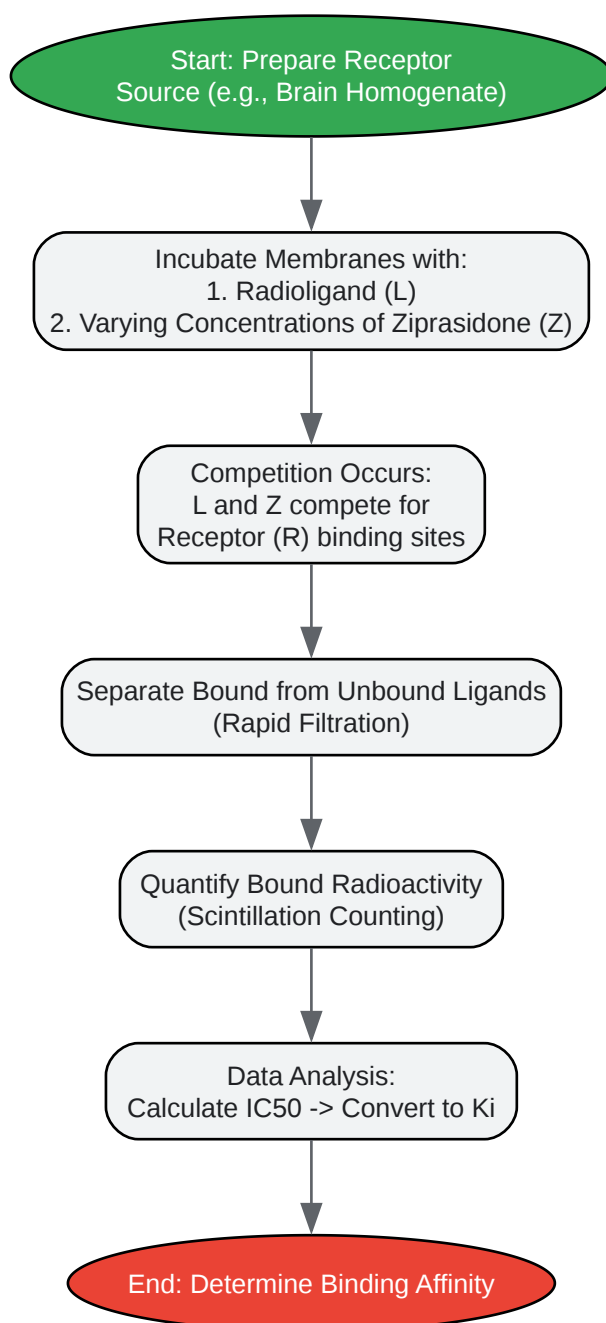 Start: Prepare Receptor
Source (e.g., Brain Homogenate)
Incubate Membranes with:
1. Radioligand (L)
2. Varying Concentrations of Ziprasidone (Z)
Competition Occurs:
L and Z compete for
Receptor (R) binding sites
Separate Bound from Unbound Ligands
(Rapid Filtration)
Quantify Bound Radioactivity
(Scintillation Counting)
Data Analysis:
Calculate IC50 -> Convert to Ki
End: Determine Binding Affinity